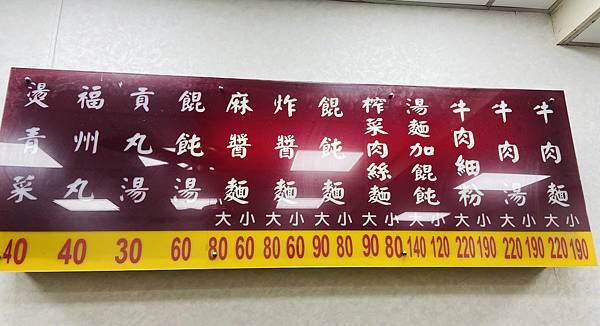 牛肉麵
牛肉湯
牛肉細粉
湯麵加餛飩
榨菜肉絲麵
餛飩麵
炸醬麵
麻醬麵
餛飩湯
貢丸湯
福州丸
燙青菜
大 小 大 小 大 小 大 小 大 小 大 小 大 小 大 小
40 40 30 60 80 60 80 60 90 80 90 80 140 120 220 190 220 190 220 190